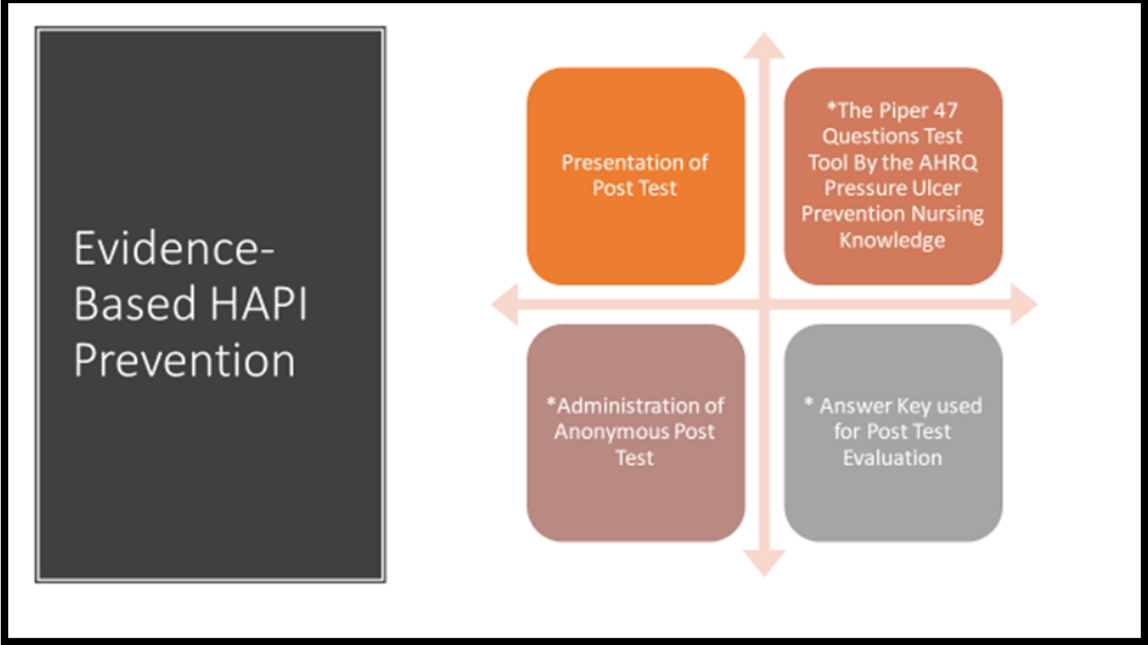 Evidence-
Based HAPI
Prevention
Presentation of
Post Test
*The Piper 47
Questions Test
Tool By the AHRQ
Pressure Ulcer
Prevention Nursing
Knowledge
*Administration of
Anonymous Post
Test
* Answer Key used
for Post Test
Evaluation